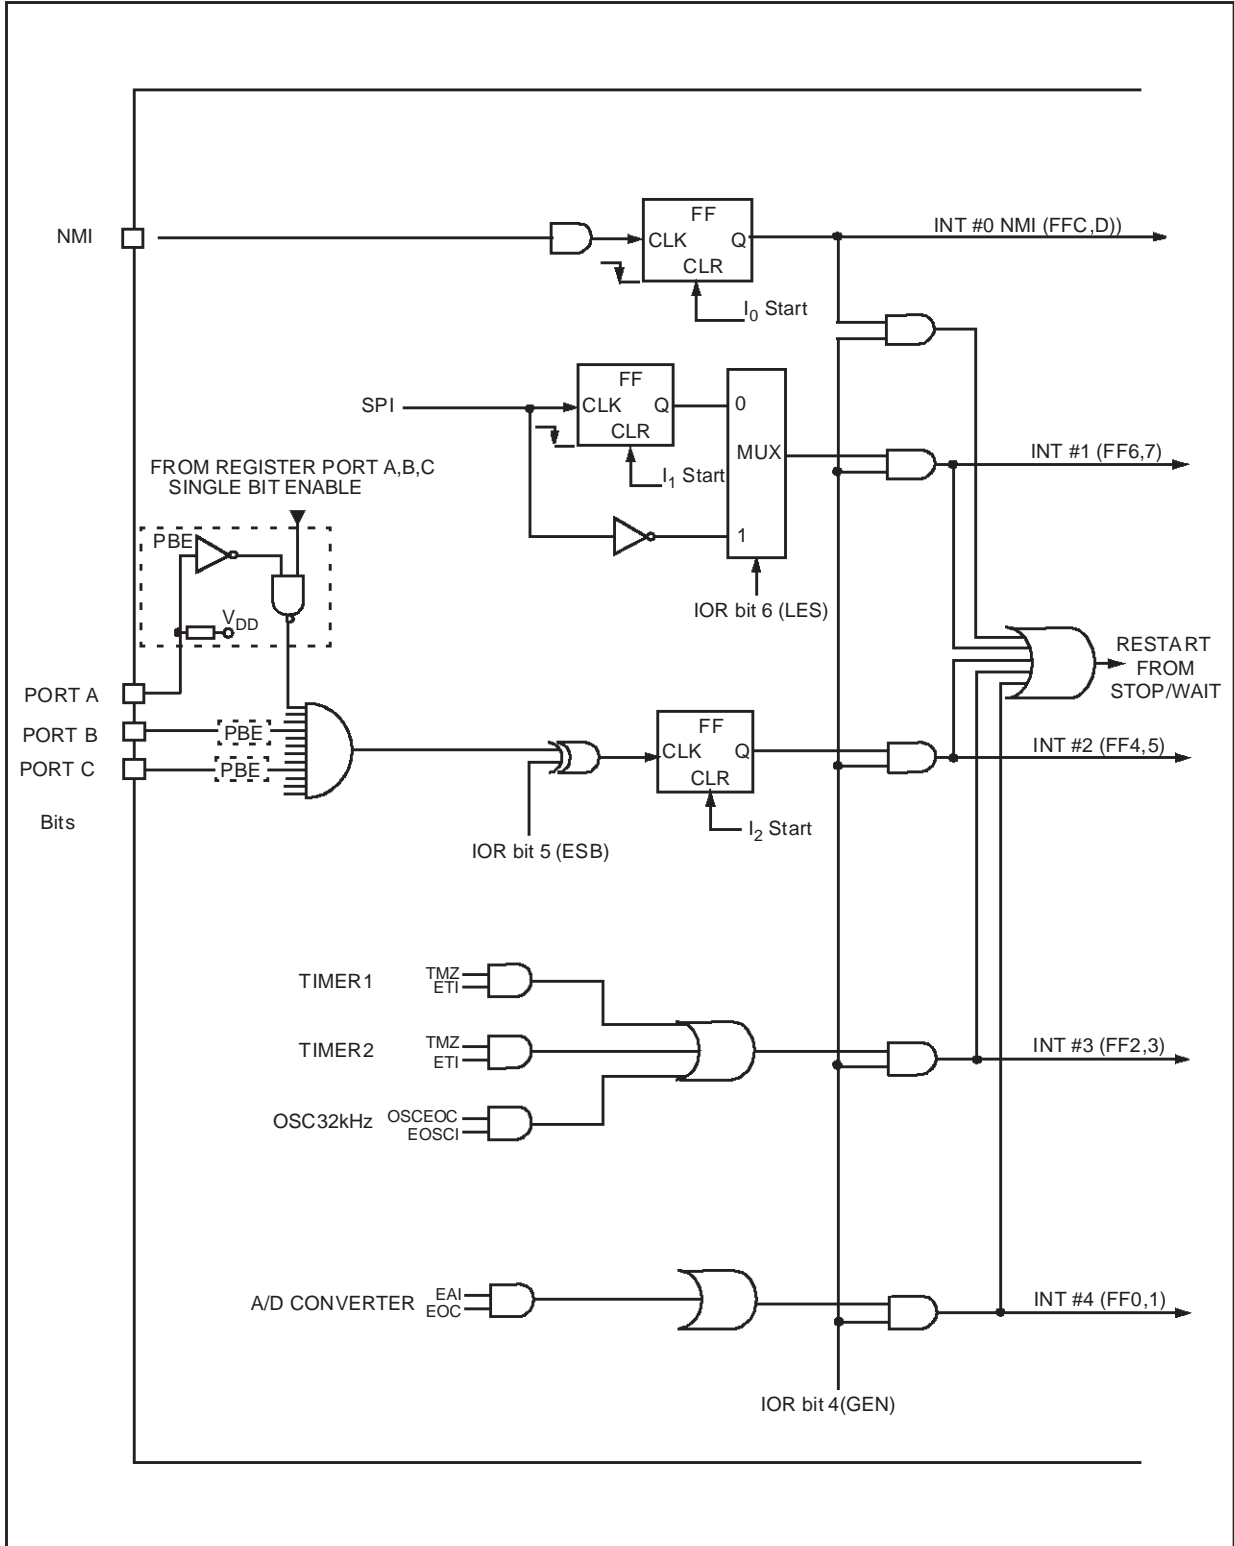 NMI
FF
CLK
Q
CLR
I0 Start
INT #0 NMI (FFC,D))
SPI
FF
CLK
Q
CLR
I1 Start
0
MUX
1
IOR bit 6 (LES)
INT #1 (FF6,7)
FROM REGISTER PORT A,B,C
SINGLE BIT ENABLE
PBE
VDD
PORT A
PORT B
PBE
PORT C
PBE
Bits
IOR bit 5 (ESB)
FF
CLK
Q
CLR
I2 Start
INT #2 (FF4,5)
RESTART
FROM
STOP/WAIT
TIMER1
TMZ
ETI
TIMER2
TMZ
ETI
OSC32kHz
OSCEOC
EOSCI
INT #3 (FF2,3)
A/D CONVERTER
EAI
EOC
INT #4 (FF0,1)
IOR bit 4(GEN)